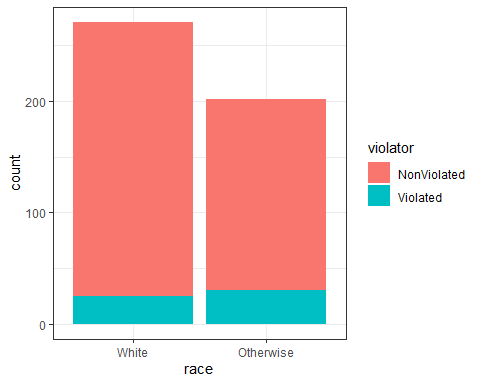 200
100
0
count
White
Otherwise
race
violator
NonViolated
Violated